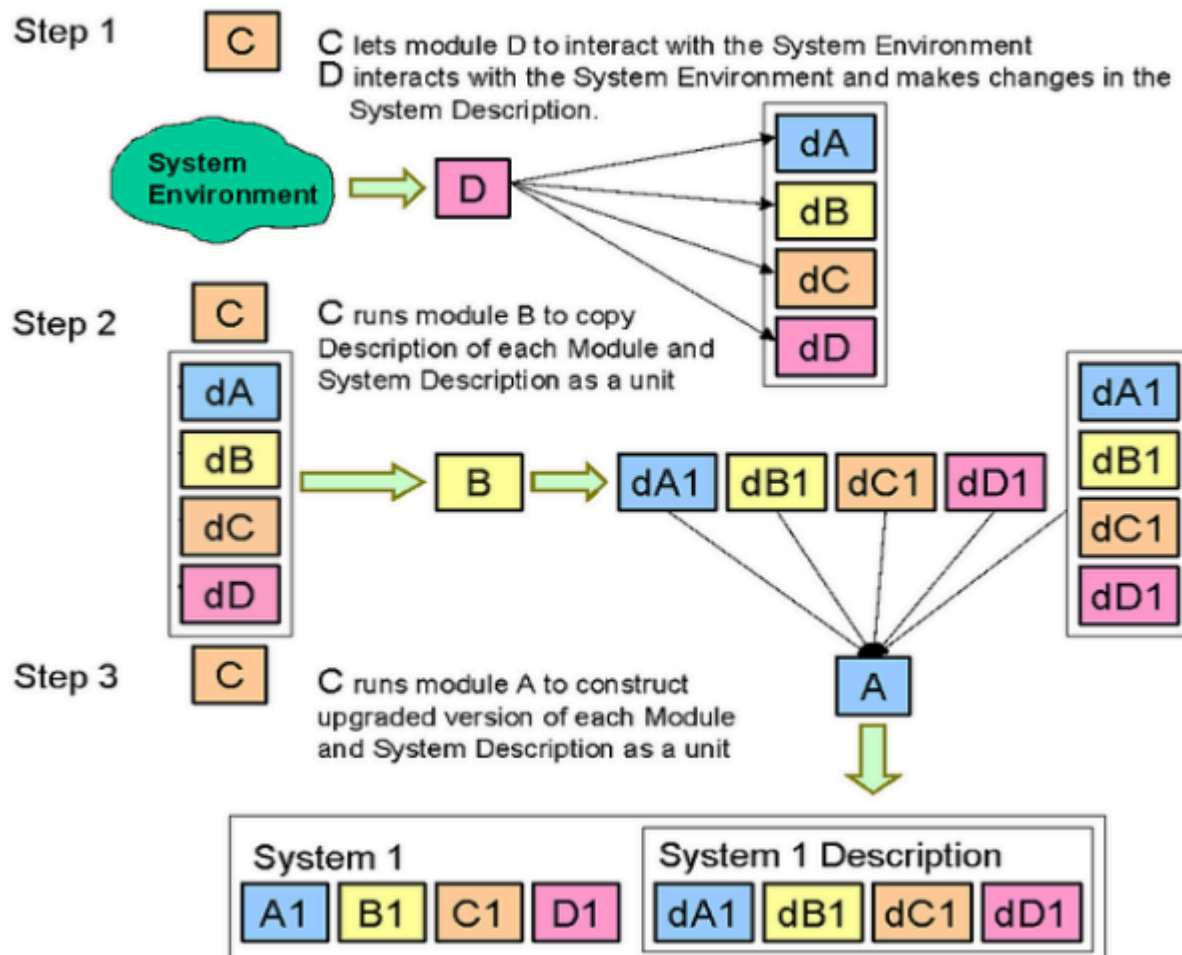 Step 1
C
C lets module D to interact with the System Environment
D interacts with the System Environment and makes changes in the
System Description.
System
Environment
D
dA
dB
dC
dD
Step 2
C
C runs module B to copy
Description of each Module and
System Description as a unit
dA
dB
dC
dD
B
dA1
dB1
dC1
dD1
dA1
dB1
dC1
dD1
Step 3
C
C runs module A to construct
upgraded version of each Module
and System Description as a unit
A
System 1
A1
B1
C1
D1
System 1 Description
dA1
dB1
dC1
dD1